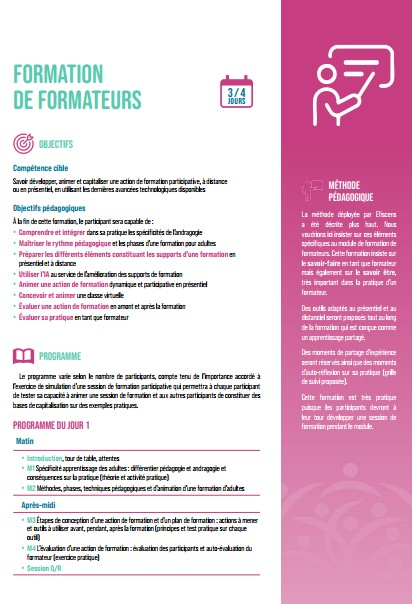 FORMATION
DE FORMATEURS
3 / 4
JOURS
OBJECTIFS
Compétence cible
Savoir développer, animer et capitaliser une action de formation participative, à distance
ou en présentiel, en utilisant les dernières avancées technologiques disponibles
Objectifs pédagogiques
À la fin de cette formation, le participant sera capable de :
• Comprendre et intégrer dans sa pratique les spécificités de l'andragogie
• Maîtriser le rythme pédagogique et les phases d'une formation pour adultes
• Préparer les différents éléments constituant les supports d'une formation en
présentiel et à distance
• Utiliser l'IA au service de l'amélioration des supports de formation
• Animer une action de formation dynamique et participative en présentiel
• Concevoir et animer une classe virtuelle
• Évaluer une action de formation en amont et après la formation
• Évaluer sa pratique en tant que formateur
PROGRAMME
Le programme varie selon le nombre de participants, compte tenu de l'importance accordé à
l'exercice de simulation d'une session de formation participative qui permettra à chaque participant
de tester sa capacité à animer une session de formation et aux autres participants de constituer des
bases de capitalisation sur des exemples pratiques.
PROGRAMME DU JOUR 1
Matin
• Introduction, tour de table, attentes
• M1 Spécificité apprentissage des adultes : différentier pédagogie et andragogie et
conséquences sur la pratique (théorie et activité pratique)
• M2 Méthodes, phases, techniques pédagogiques et d'animation d'une formation d'adultes
Après-midi
• M3 Étapes de conception d'une action de formation et d'un plan de formation : actions à mener
et outils à utiliser avant, pendant, après la formation (principes et test pratique sur chaque
outil)
• M4 L'évaluation d'une action de formation : évaluation des participants et auto-évaluation du
formateur (exercice pratique)
• Session Q/R
MÉTHODE
PÉDAGOGIQUE
La méthode déployée par Efiscens
a été décrite plus haut. Nous
voudrions ici insister sur ces éléments
spécifiques au module de formation de
formateurs. Cette formation insiste sur
le savoir-faire en tant que formateur
mais également sur le savoir être,
très important dans la pratique d'un
formateur.
Des outils adaptés au présentiel et au
distanciel seront proposés tout au long
de la formation qui est conçue comme
un apprentissage partagé.
Des moments de partage d'expérience
seront réservés ainsi que des moments
d'auto-réflexion sur sa pratique (grille
de suivi proposée).
Cette formation est très pratique
puisque les participants devront à
leur tour développer une session de
formation pendant le module.